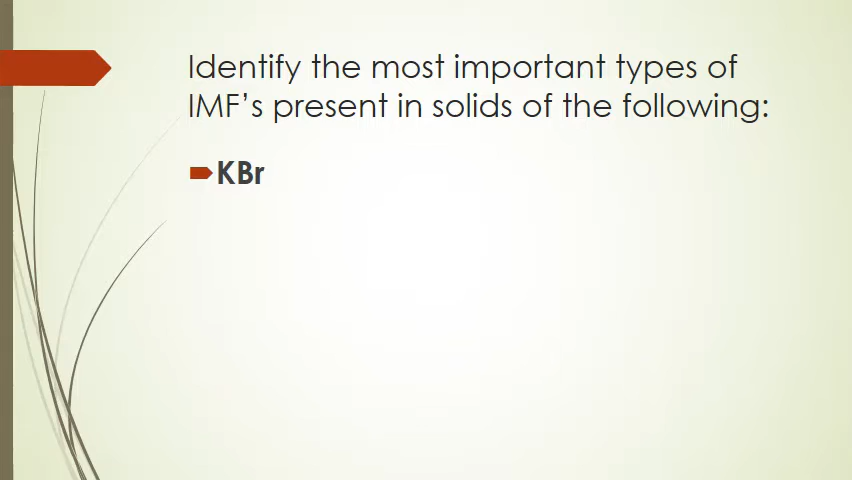 Identify the most important types of
IMF’s present in solids of the following:
KBr